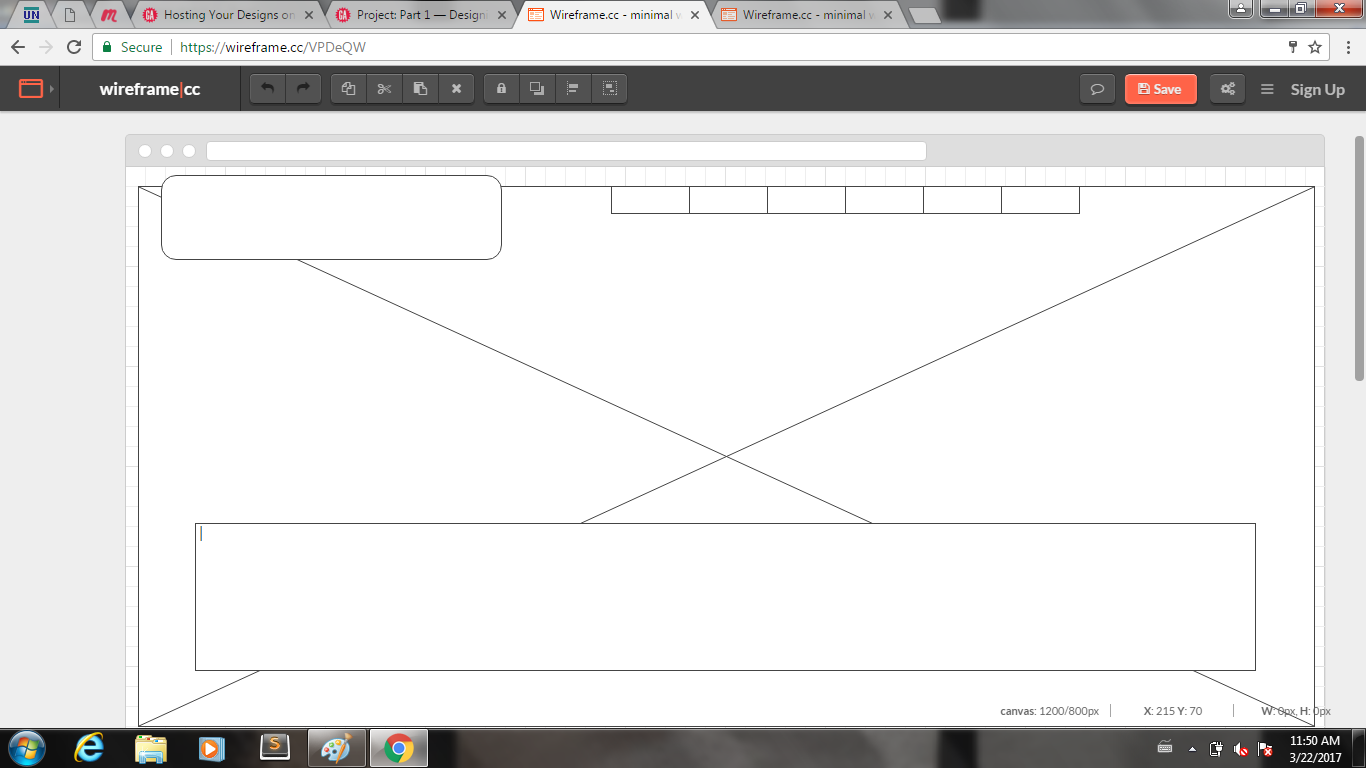 UN
m
GA Hosting Your Designs on
GA Project: Part 1 — Design
Wireframe.cc - minimal w
Wireframe.cc - minimal w
Secure
https://wireframe.cc/VPDeQW
wireframe|cc
Save
Sign Up
canvas: 1200/800px
X: 215 Y: 70
W: 0px, H: 0px
S
11:50 AM
3/22/2017